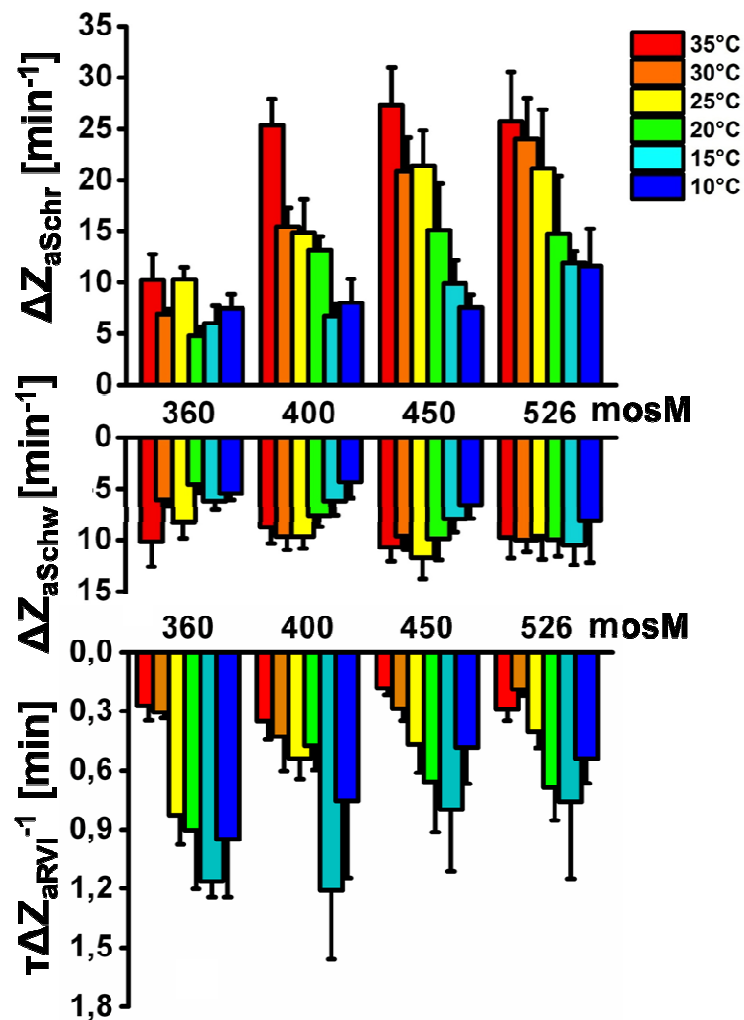 35
30
25
20
15
10
5
0
ΔZaSchr [min-1]
35°C
30°C
25°C
20°C
15°C
10°C
360 400 450 526 mosM
0
5
10
15
ΔZaSchw [min-1]
360 400 450 526 mosM
0,0
0,3
0,6
0,9
1,2
1,5
1,8
TΔZaRVI-1 [min]